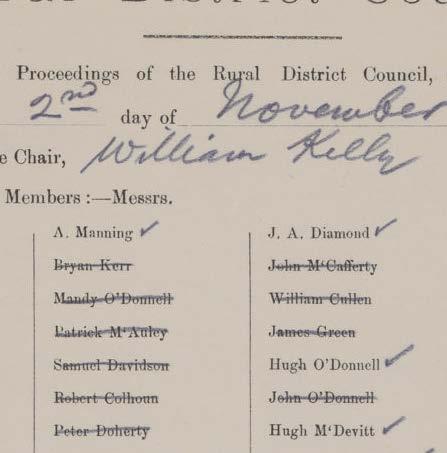 Proceedings of the Rural District Council,
2nd day of November
e Chair, William Kelly
Members :—Messrs.
A. Manning ✓
J. A. Diamond ✓
Bryan Kerr
John M‘Cafferty
Mandy O'Donnell
William Cullen
Patrick M‘Auley
James Green
Samuel Davidson
Hugh O'Donnell ✓
Robert Colhoun
John O'Donnell
Peter Doherty
Hugh M‘Devitt ✓